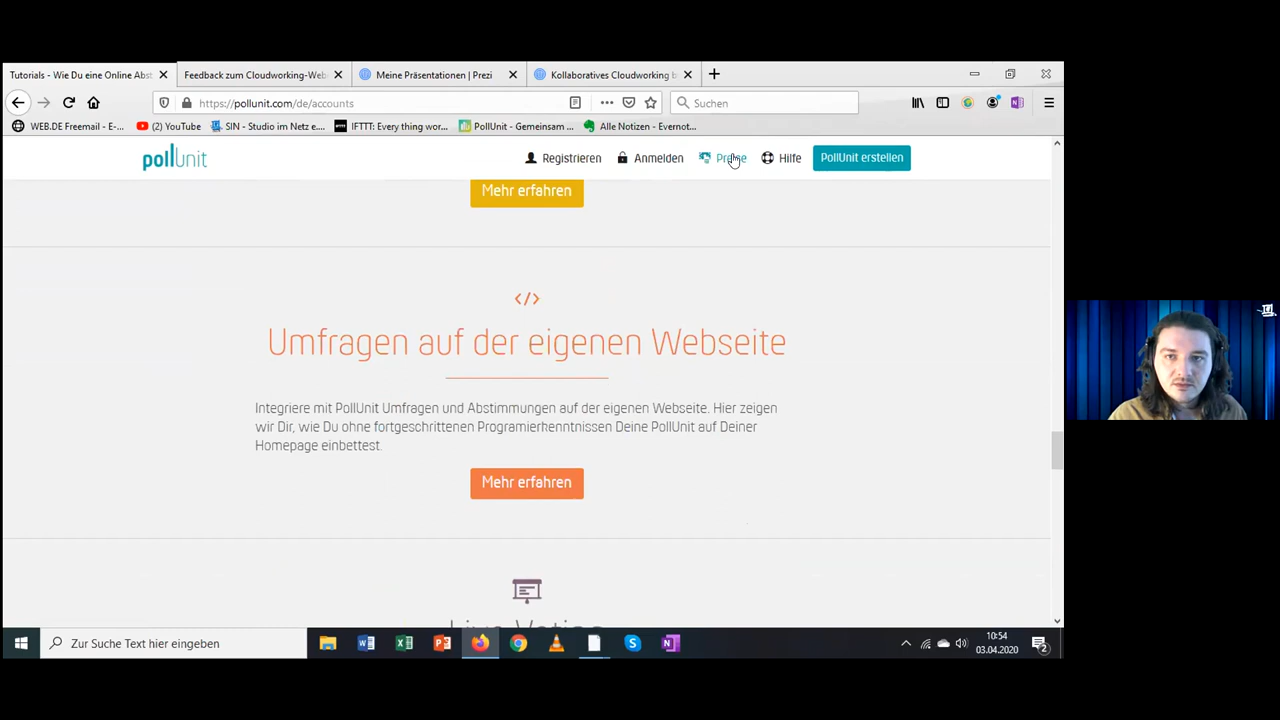 Tutorials - Wie Du eine Online Abst
Feedback zum Cloudworking-Web
Meine Präsentationen | Prezi
Kollaboratives Cloudworking b
https://pollunit.com/de/accounts
Suchen
WEB.DE Freemail - E-...
(2) YouTube
SIN - Studio im Netz e...
IFTTT: Every thing wor...
PollUnit - Gemeinsam ...
Alle Notizen - Evernot...
pollUnit
Registrieren
Anmelden
Preise
Hilfe
PollUnit erstellen
Mehr erfahren
</>
Umfragen auf der eigenen Webseite
Integriere mit PollUnit Umfragen und Abstimmungen auf der eigenen Webseite. Hier zeigen
wir Dir, wie Du ohne fortgeschrittenen Programierkenntnissen Deine PollUnit auf Deiner
Homepage einbettest.
Mehr erfahren
Live Voting
Zur Suche Text hier eingeben
10:54
03.04.2020
2